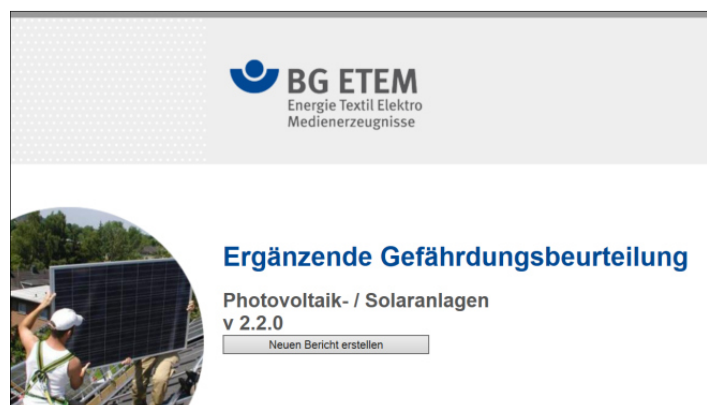 BG ETEM
Energie Textil Elektro
Medienerzeugnisse
Ergänzende Gefährdungsbeurteilung
Photovoltaik- / Solaranlagen
v 2.2.0
Neuen Bericht erstellen